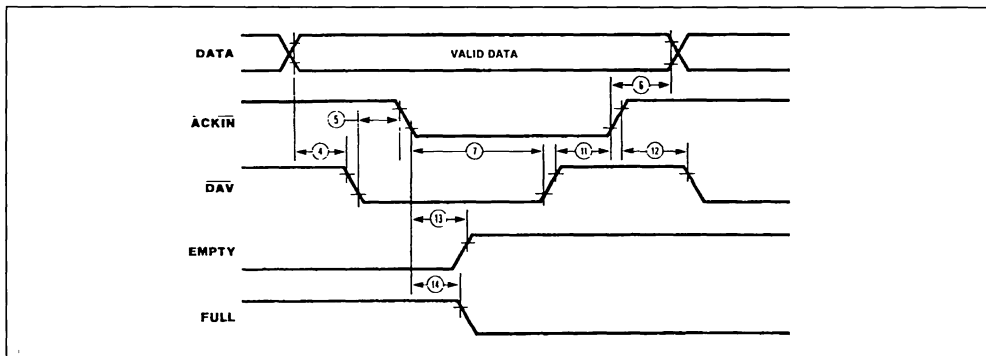 DATA
VALID DATA
6
ACKIN
5
4
7
11
12
DAV
13
EMPTY
14
FULL